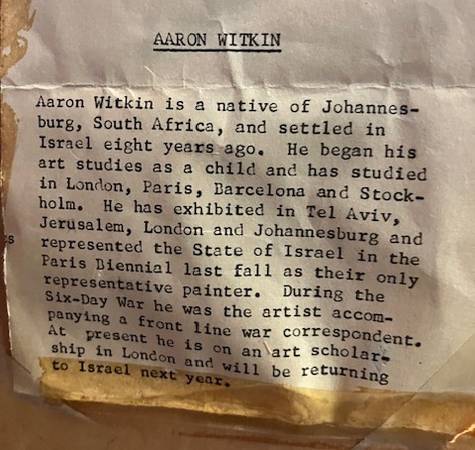 AARON WITKIN
Aaron Witkin is a native of Johannes-
burg, South Africa, and settled in
Israel eight years ago. He began his
art studies as a child and has studied
in London, Paris, Barcelona and Stock-
holm. He has exhibited in Tel Aviv,
Jerusalem, London and Johannesburg and
represented the State of Israel in the
Paris Biennial last fall as their only
representative painter. During the
Six-Day War he was the artist accom-
panying a front line war correspondent.
At present he is on an art scholar-
ship in London and will be returning
to Israel next year.